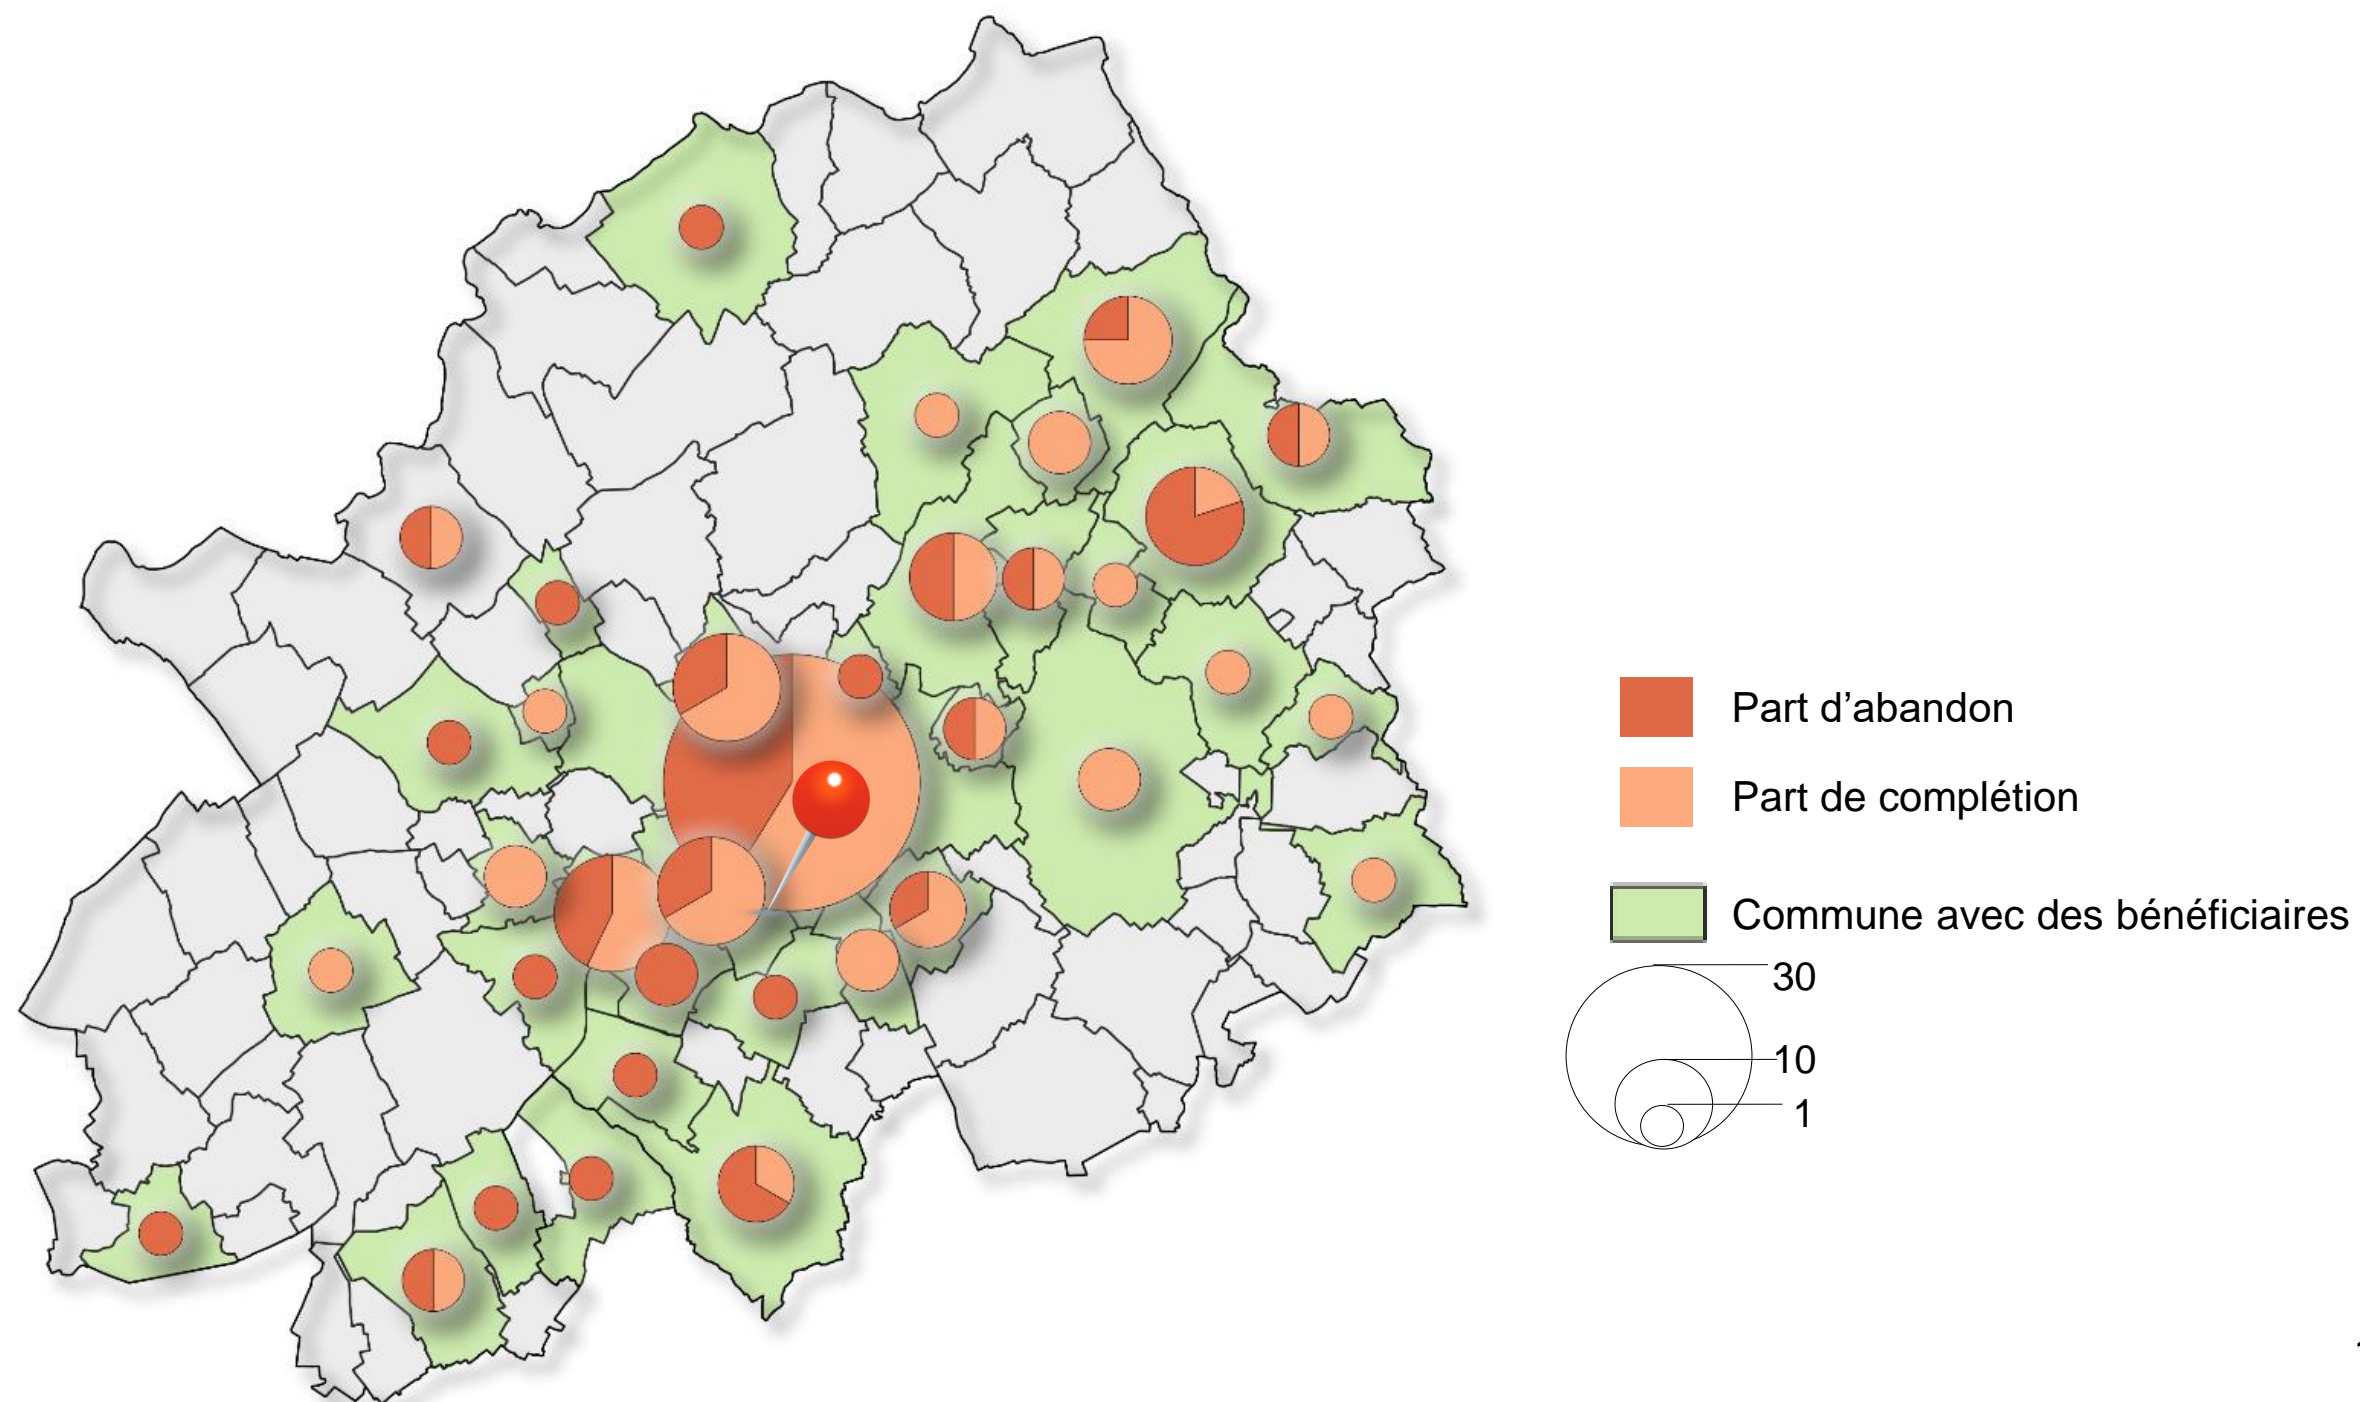 Part d’abandon
Part de complétion
Commune avec des bénéficiaires
30
10
1